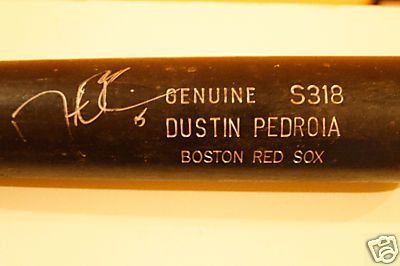 GENUINE S318
DUSTIN PEDROIA
BOSTON RED SOX